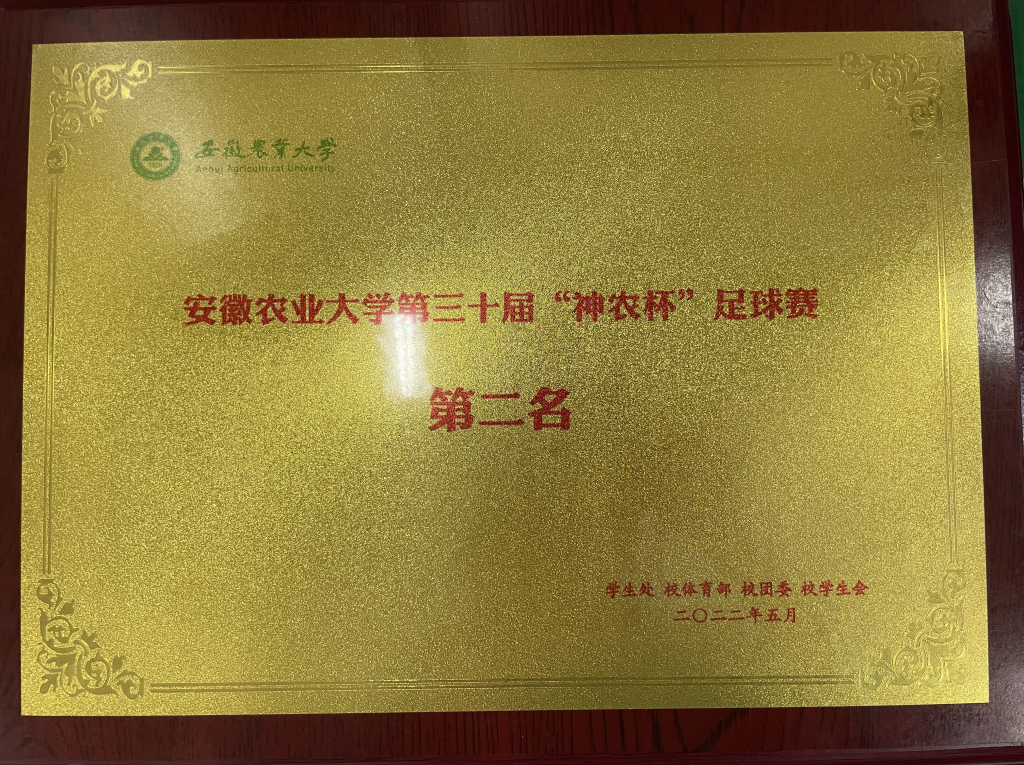 安徽农业大学
Anhui Agricultural University
安徽农业大学第三十届“神农杯”足球赛
第二名
学生处 校体育部 校团委 校学生会
二〇二二年五月